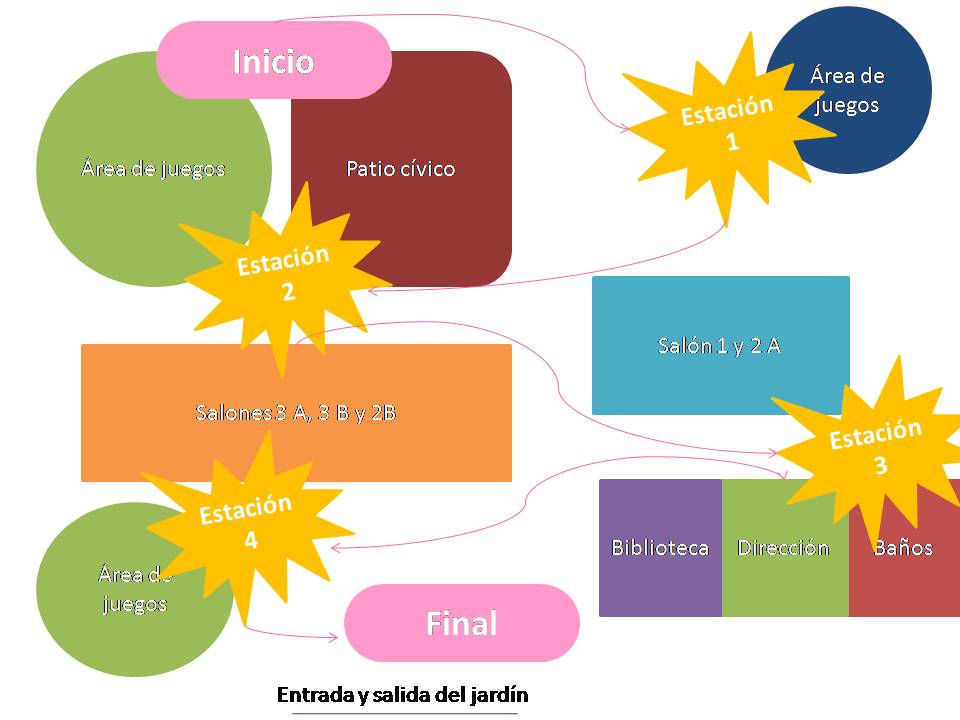 Inicio
Área de
juegos
Estación
1
Área de juegos
Patio cívico
Estación
2
Salón 1 y 2 A
Salones 3 A, 3 B y 2B
Estación
3
Estación
4
Biblioteca
Dirección
Baños
Área de
juegos
Final
Entrada y salida del jardín